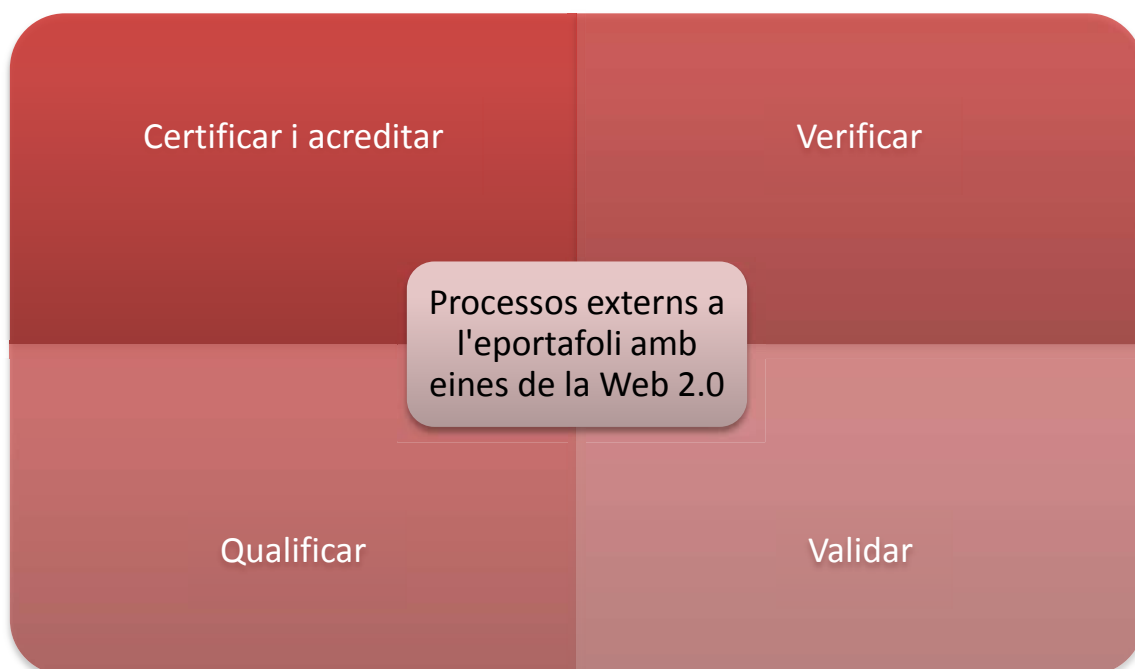 Certificar i acreditar
Verificar
Processos externs a
l'eportafoli amb
eines de la Web 2.0
Qualificar
Validar